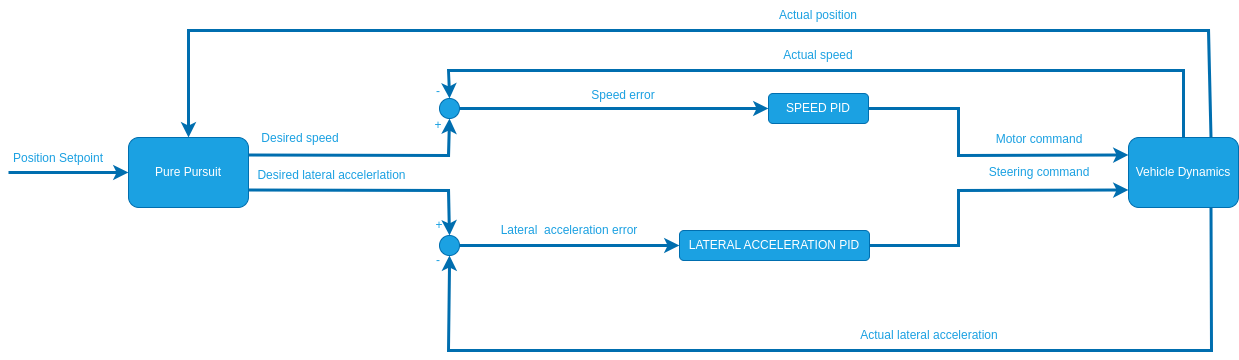 Actual position
Actual speed
-
Speed error
SPEED PID
+
Desired speed
Motor command
Position Setpoint
Pure Pursuit
Desired lateral accelerlation
Steering command
Vehicle Dynamics
+
Lateral  acceleration error
LATERAL ACCELERATION PID
-
Actual lateral acceleration